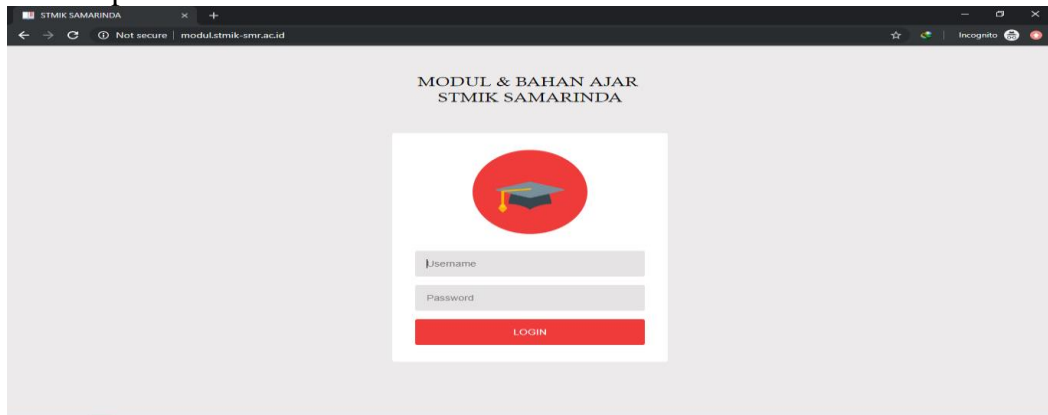 STMIK SAMARINDA
Not secure | modul.stmik-smr.ac.id
Incognito
MODUL & BAHAN AJAR
STMIK SAMARINDA
Username
Password
LOGIN